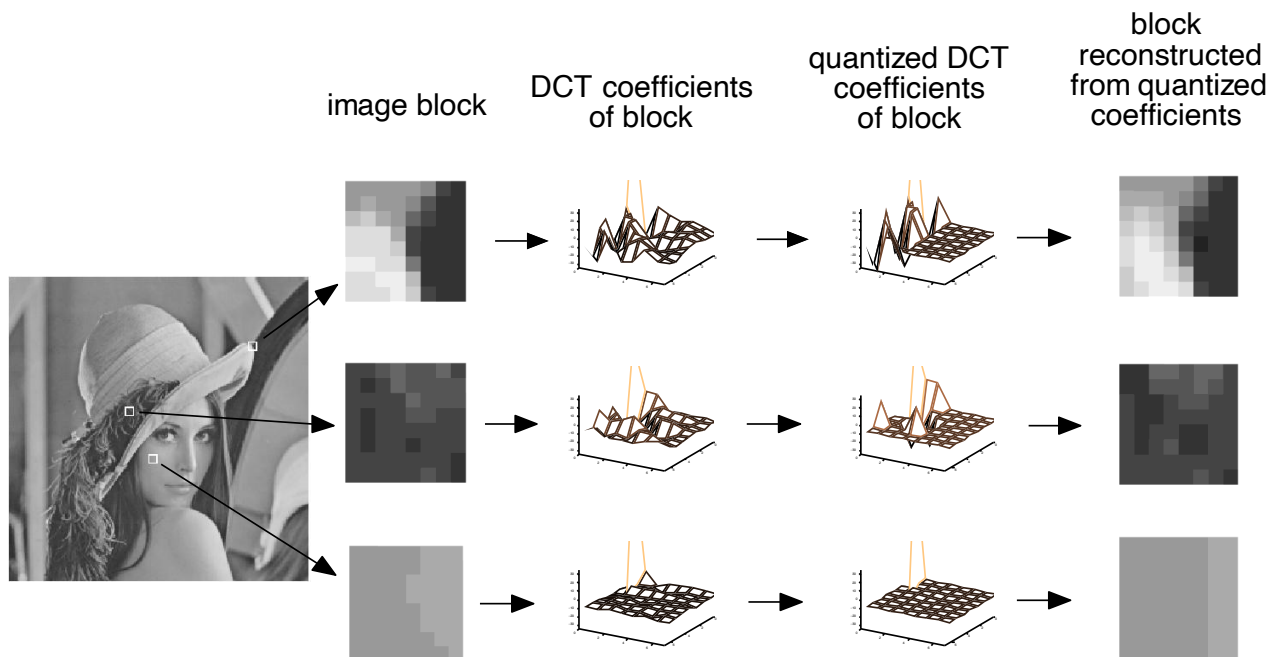 image block
DCT coefficients
of block
quantized DCT
coefficients
of block
block
reconstructed
from quantized
coefficients